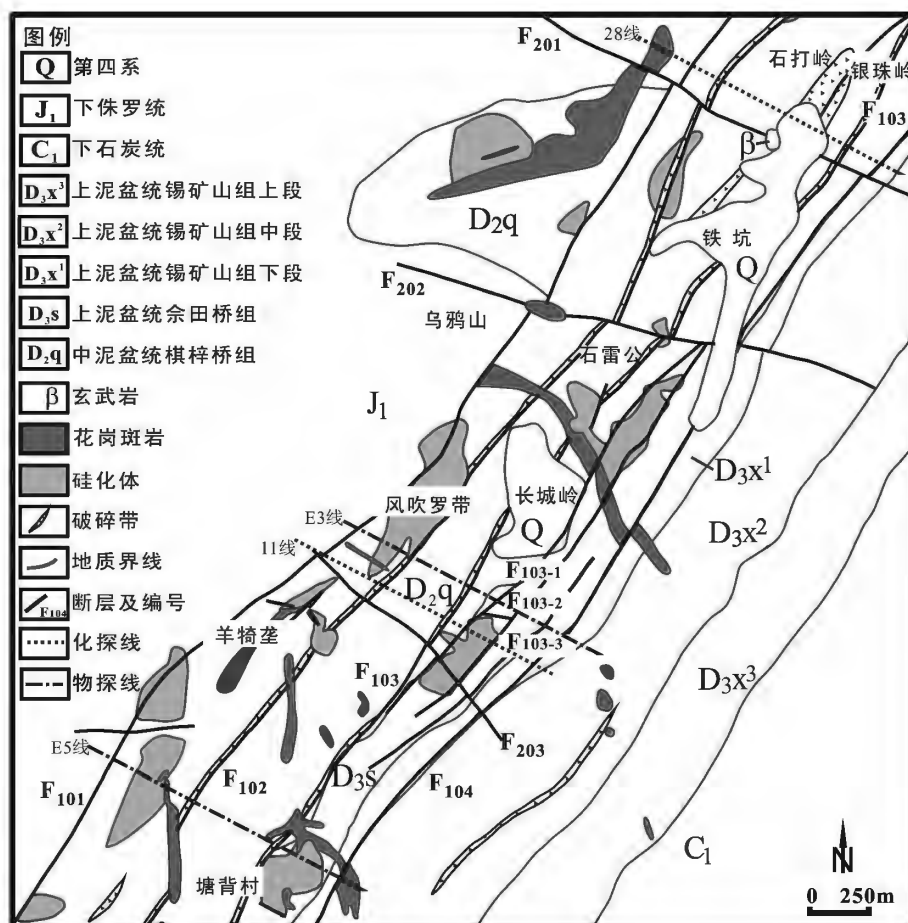 图例
Q 第四系
J₁ 下侏罗统
C₁ 下石炭统
D₃x³ 上泥盆统锡矿山组上段
D₃x² 上泥盆统锡矿山组中段
D₃x¹ 上泥盆统锡矿山组下段
D₃s 上泥盆统佘田桥组
D₂q 中泥盆统棋梓桥组
β 玄武岩
花岗斑岩
硅化体
破碎带
地质界线
F₁₀₄ 断层及编号
化探线
物探线
F₂₀₁
28线
石打岭
银珠岭
F₁₀₃
β
D₂q
铁坑
Q
F₂₀₂
乌鸦山
石雷公
J₁
D₃x¹
风吹罗带
长城岭
Q
D₃x²
E3线
11线
F₁₀₃₋₁
D₂q
F₁₀₃₋₂
F₁₀₃₋₃
羊犄垄
F₁₀₃
D₃x³
F₂₀₃
E5线
F₁₀₁
F₁₀₂
D₃S
F₁₀₄
C₁
塘背村
N
0 250m